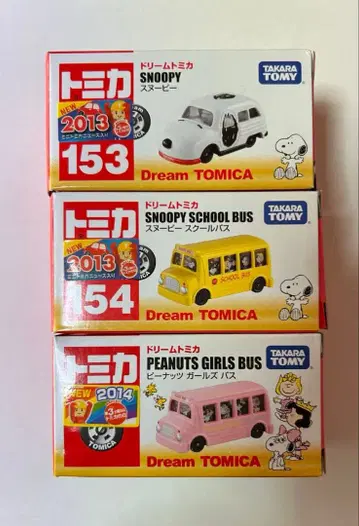 トミカ
ドリームトミカ
SNOOPY
スヌーピー
TAKARA
TOMY
NEW
2013
153
TOMICA
Dream TOMICA
トミカ
ドリームトミカ
SNOOPY SCHOOL BUS
スヌーピー スクールバス
TAKARA
TOMY
NEW
2013
154
SCHOOL BUS
TOMICA
Dream TOMICA
トミカ
ドリームトミカ
PEANUTS GIRLS BUS
ピーナッツ ガールズ バス
TAKARA
TOMY
NEW
2014
TOMICA
Dream TOMICA